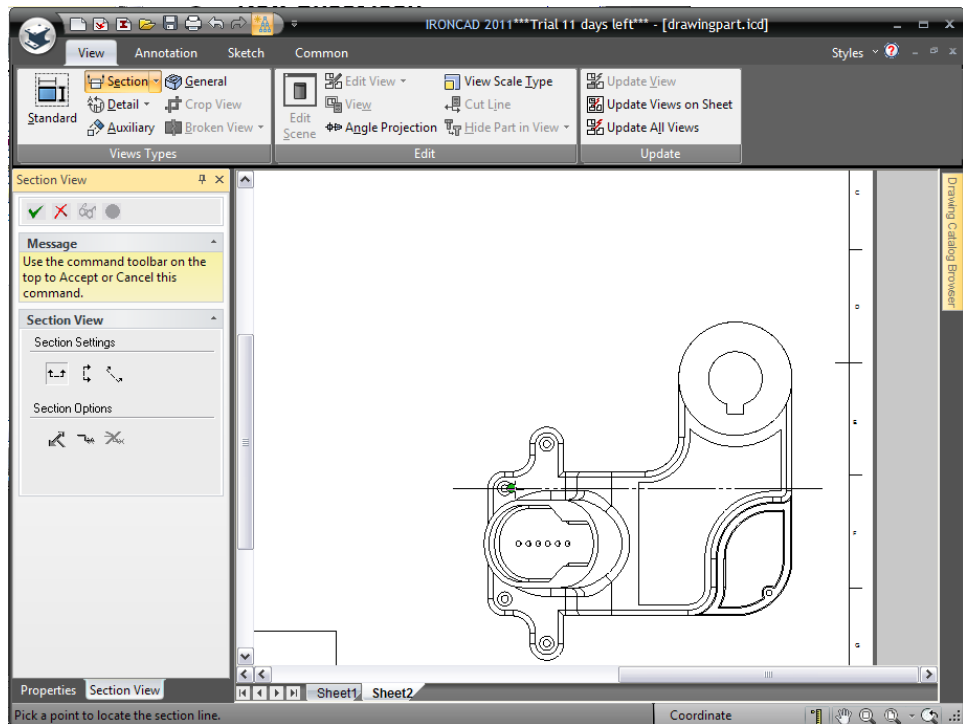 IRONCAD 2011***Trial 11 days left*** - [drawingpart.icd]
View Annotation Sketch Common Styles
Standard
Section
Detail
Auxiliary
General
Crop View
Broken View
Views Types
Edit Scene
Edit View
View
Angle Projection
View Scale Type
Cut Line
Hide Part in View
Edit
Update View
Update Views on Sheet
Update All Views
Update
Section View
Message
Use the command toolbar on the
top to Accept or Cancel this
command.
Section View
Section Settings
Section Options
Drawing Catalog Browser
C
D
E
F
G
Properties Section View
Sheet1 Sheet2
Pick a point to locate the section line.
Coordinate